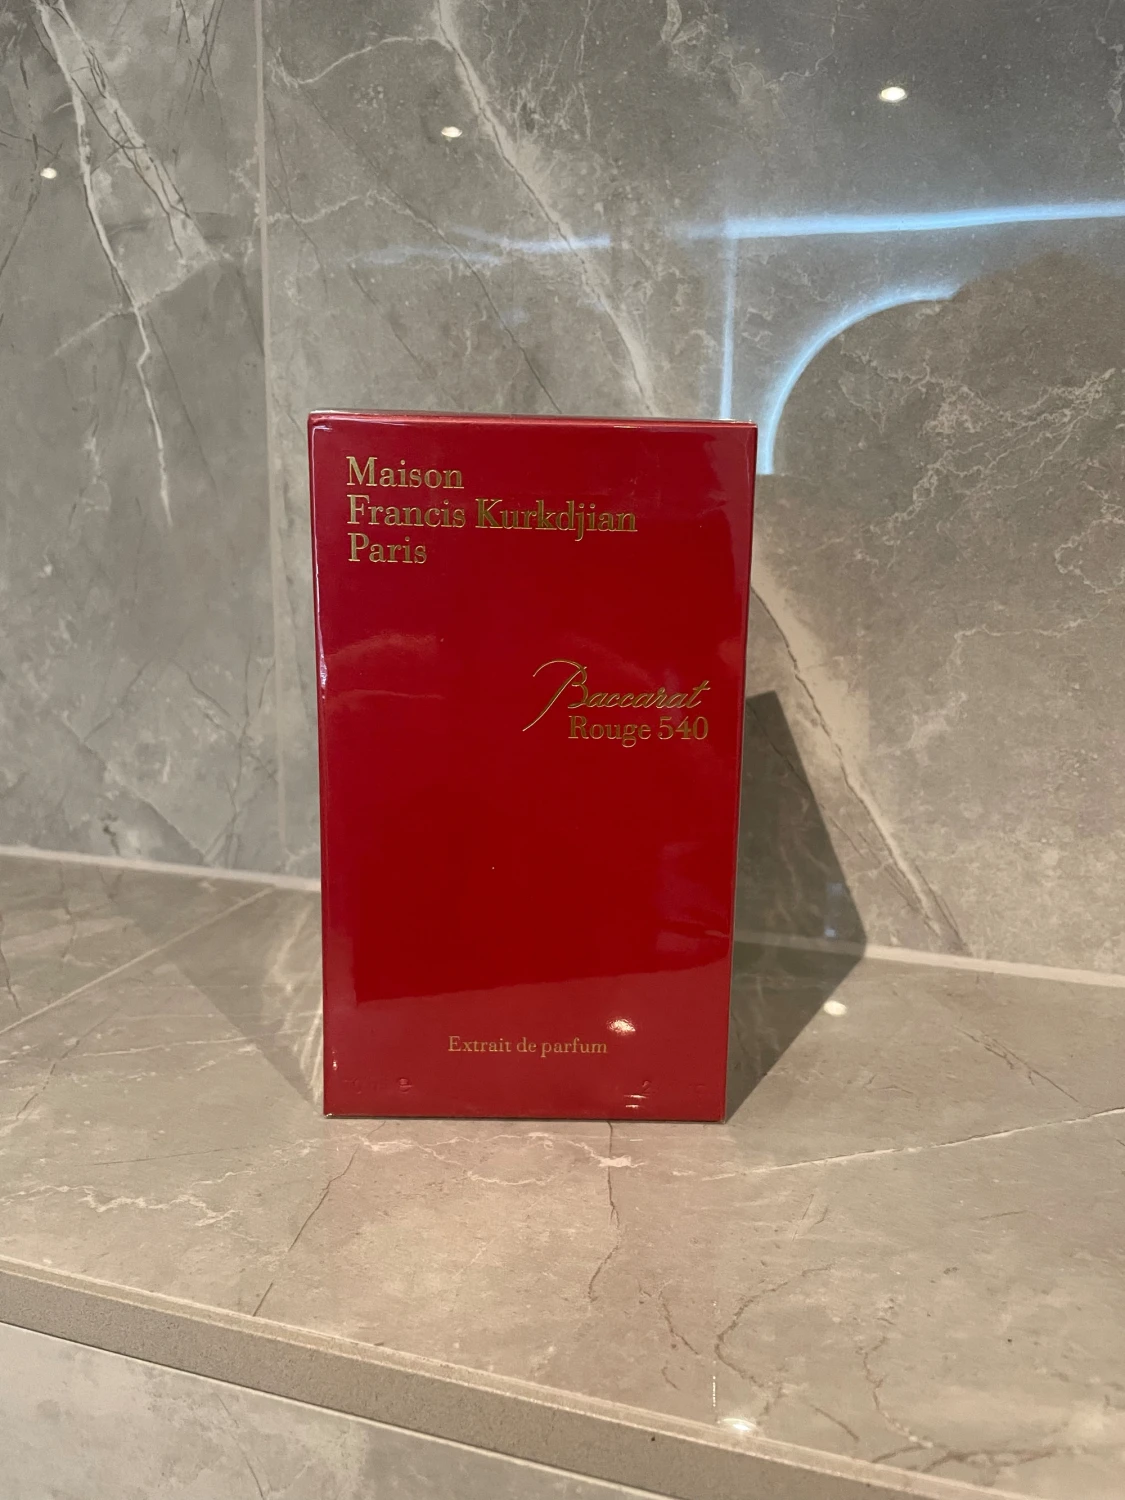 Maison
Francis Kurkdjian
Paris
Baccarat
Rouge 540
Extrait de parfum